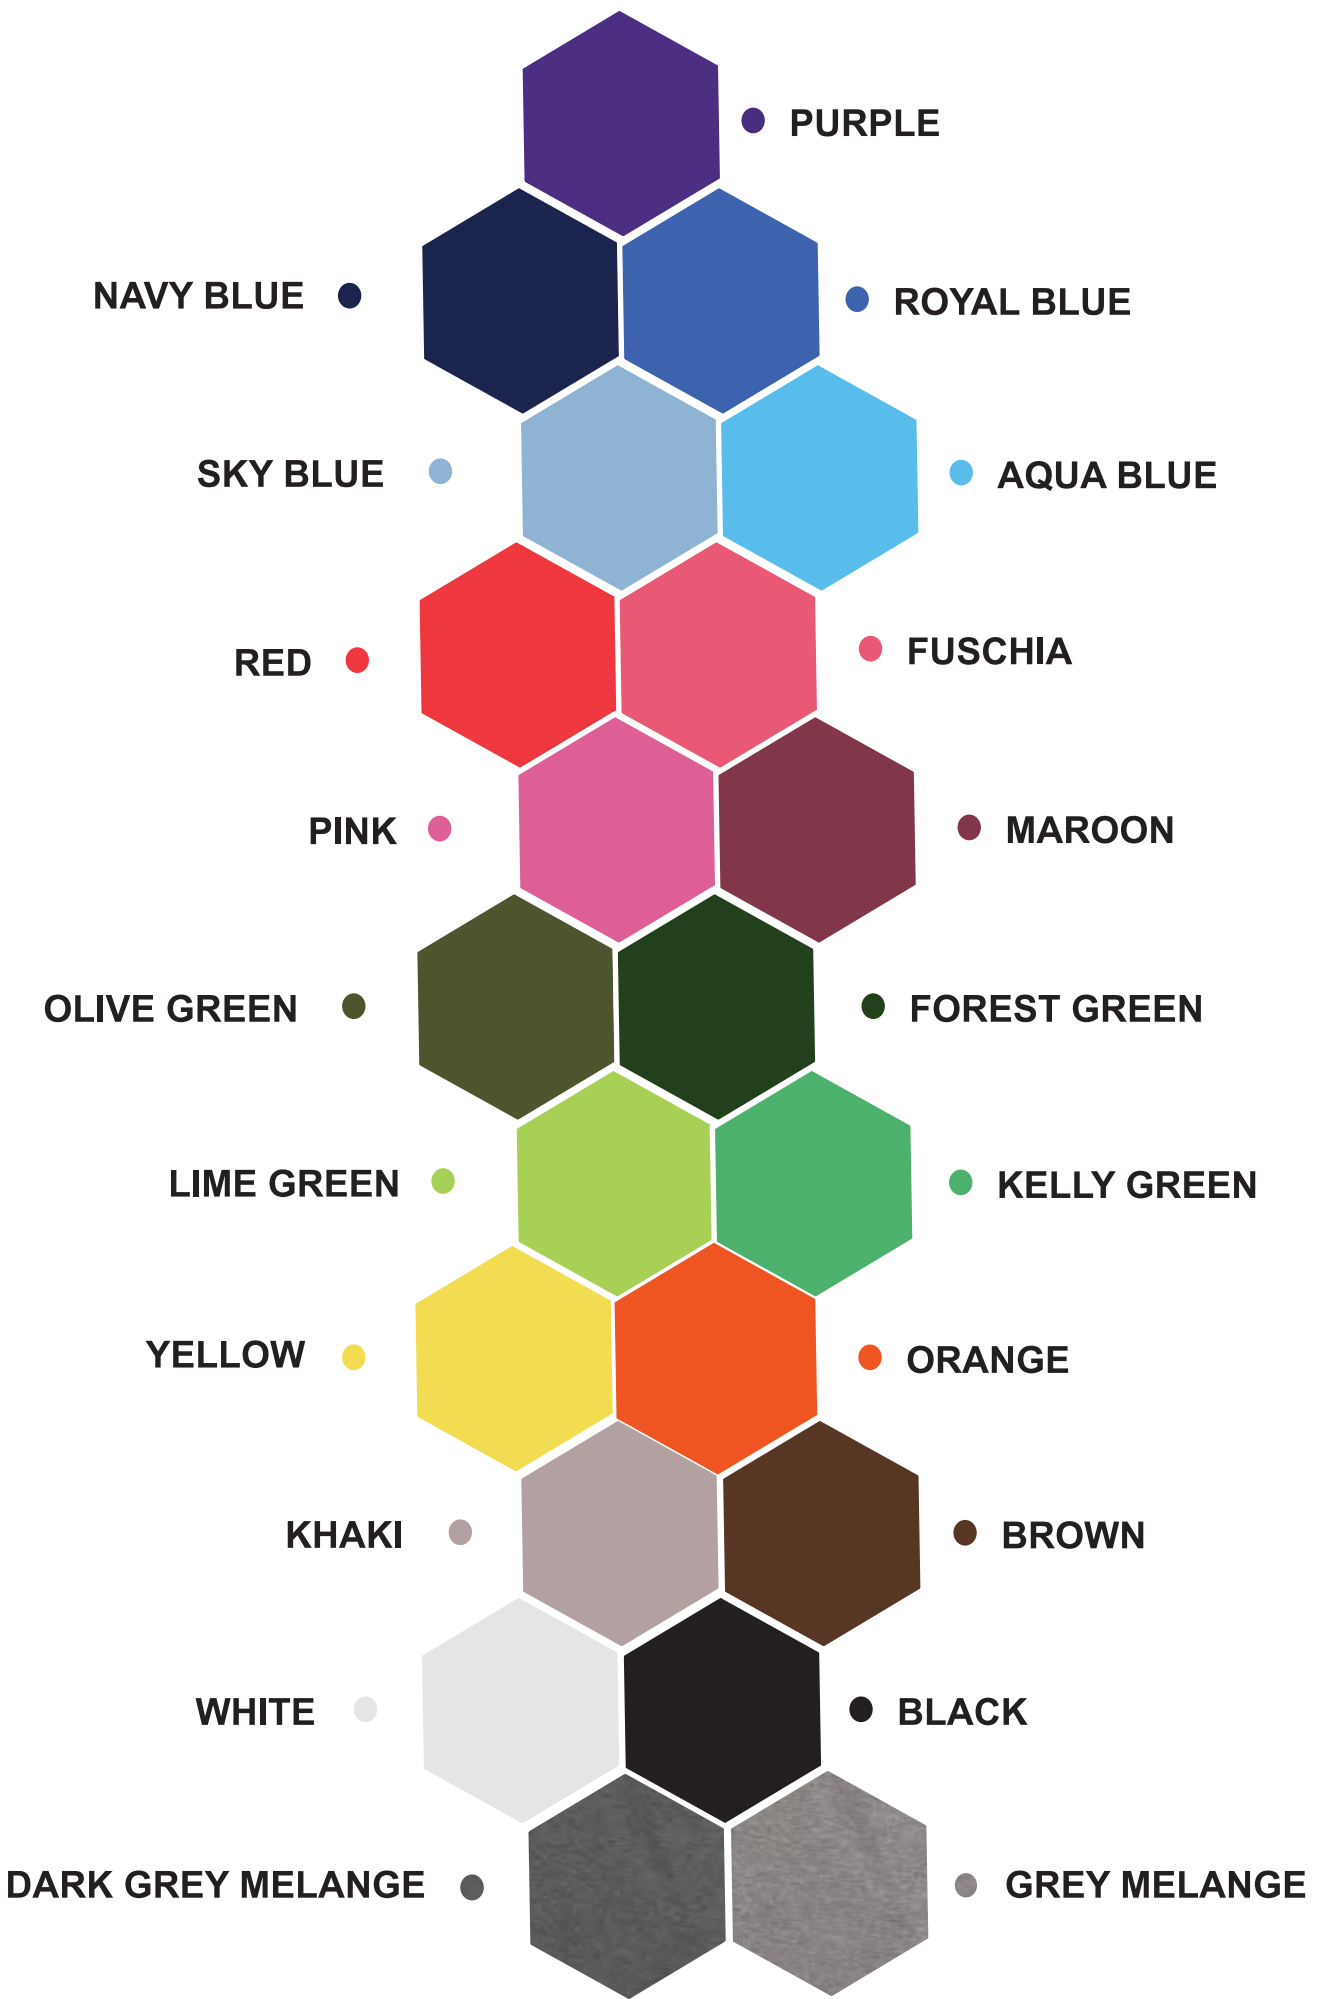 PURPLE
NAVY BLUE
ROYAL BLUE
SKY BLUE
AQUA BLUE
RED
FUSCHIA
PINK
MAROON
OLIVE GREEN
FOREST GREEN
LIME GREEN
KELLY GREEN
YELLOW
ORANGE
KHAKI
BROWN
WHITE
BLACK
DARK GREY MELANGE
GREY MELANGE